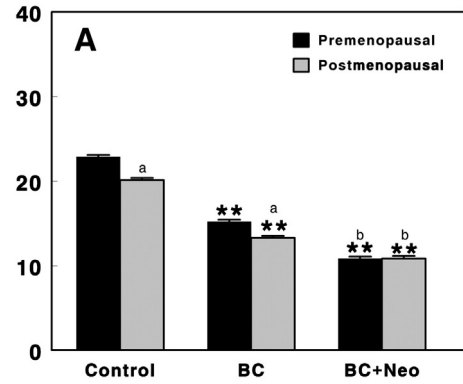 40
A
Premenopausal
Postmenopausal
30
a
20
a
** **
b b
** **
10
0
Control BC BC+Neo